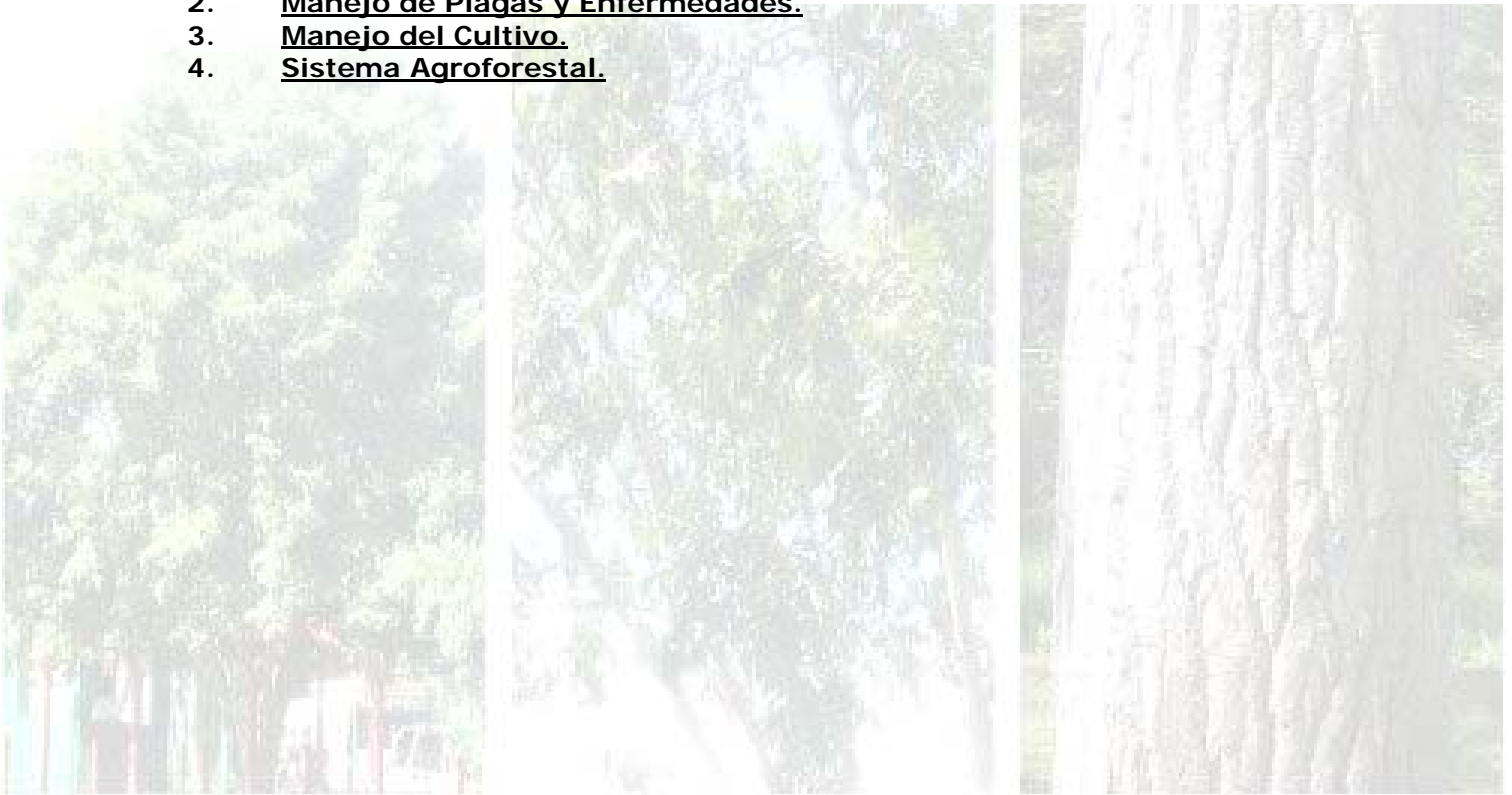 2. Manejo de Plagas y Enfermedades.
3. Manejo del Cultivo.
4. Sistema Agroforestal.